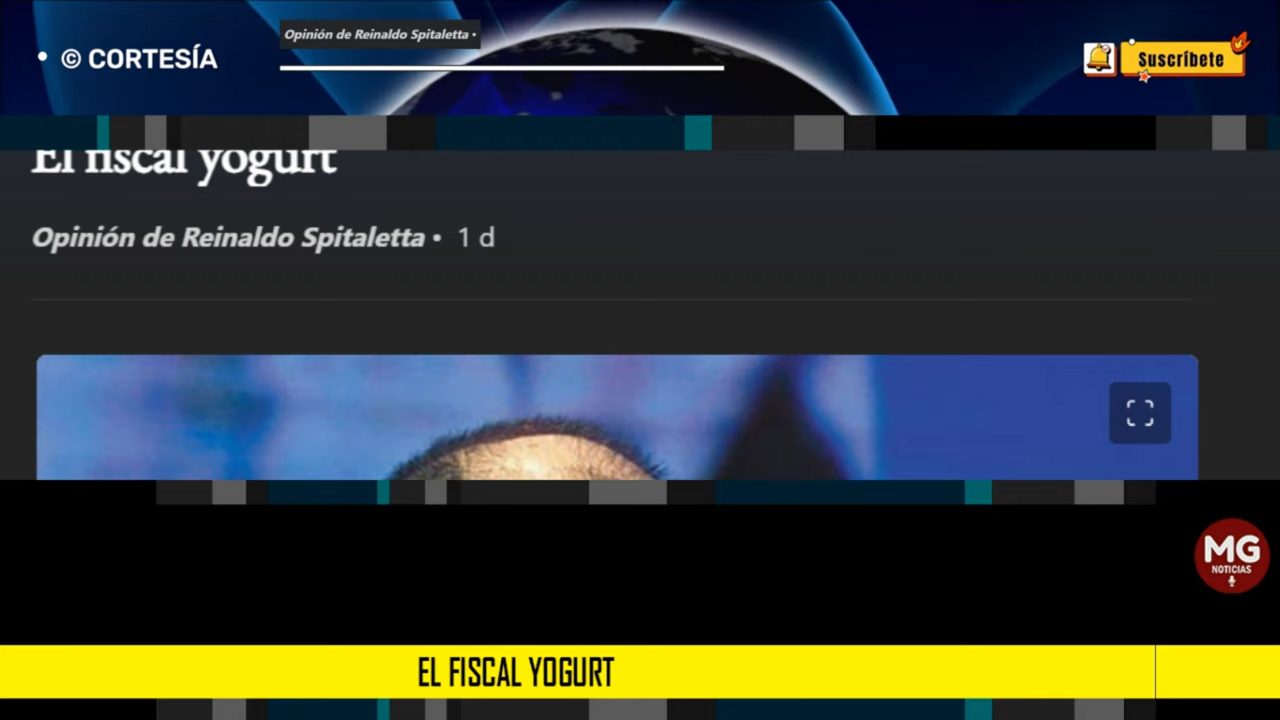 Opinión de Reinaldo Spitaletta •
• © CORTESÍA
Suscríbete
El fiscal yogurt
Opinión de Reinaldo Spitaletta • 1 d
MG
NOTICIAS
EL FISCAL YOGURT